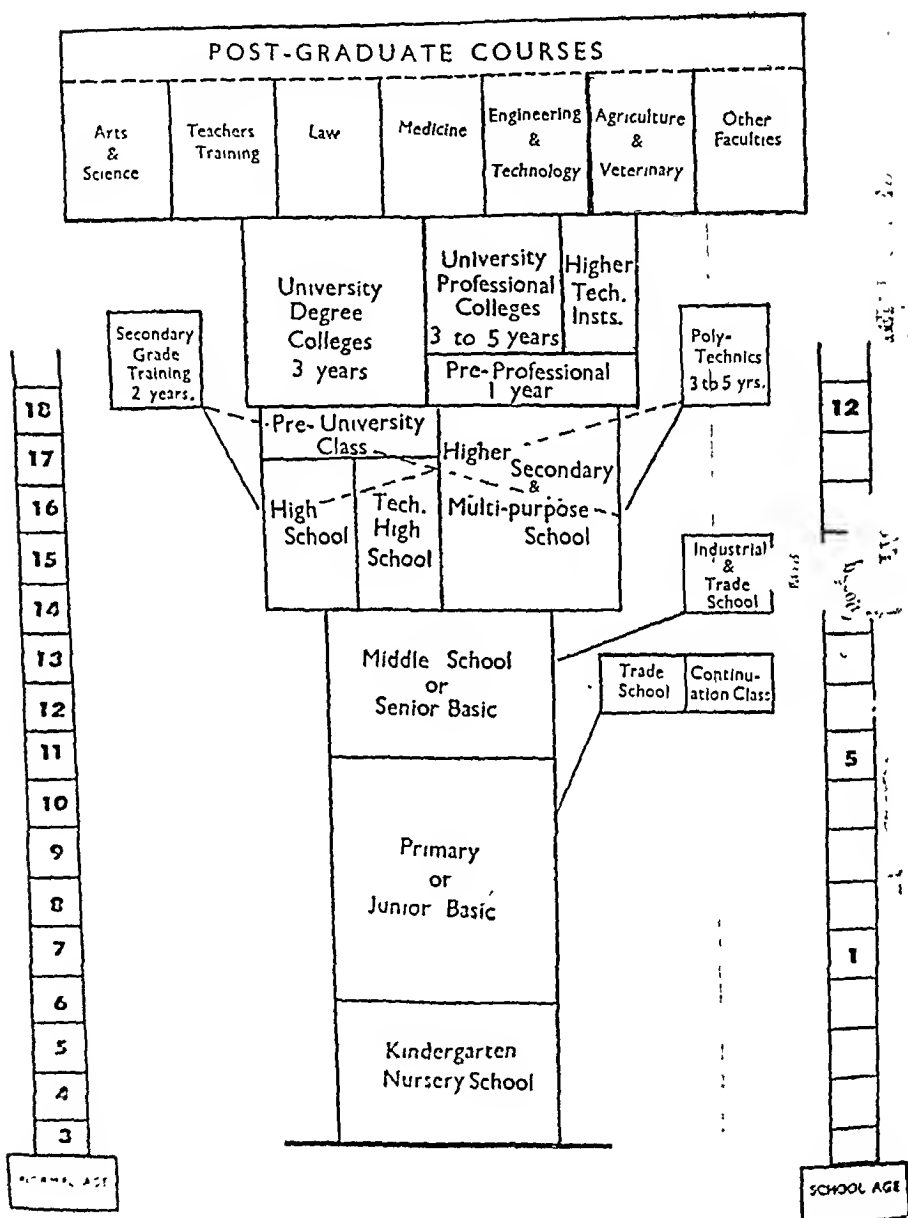 POST-GRADUATE COURSES
Arts
&
Science
Teachers
Training
Law
Medicine
Engineering
&
Technology
Agriculture
&
Veterinary
Other
Faculties
University
Degree
Colleges
3 years
University
Professional
Colleges
3 to 5 years
Higher
Tech.
Insts.
Pre-Professional
1 year
Secondary
Grade
Training
2 years.
Poly-
Technics
3 to 5 yrs.
Pre-University
Class
High
School
Tech.
High
School
Higher
Secondary
&
Multi-purpose
School
Industrial
&
Trade
School
Middle School
or
Senior Basic
Trade
School
Continu-
ation Class
Primary
or
Junior Basic
Kindergarten
Nursery School
18
17
16
15
14
13
12
11
10
9
8
7
6
5
4
3
NORMAL AGE
12
5
1
SCHOOL AGE